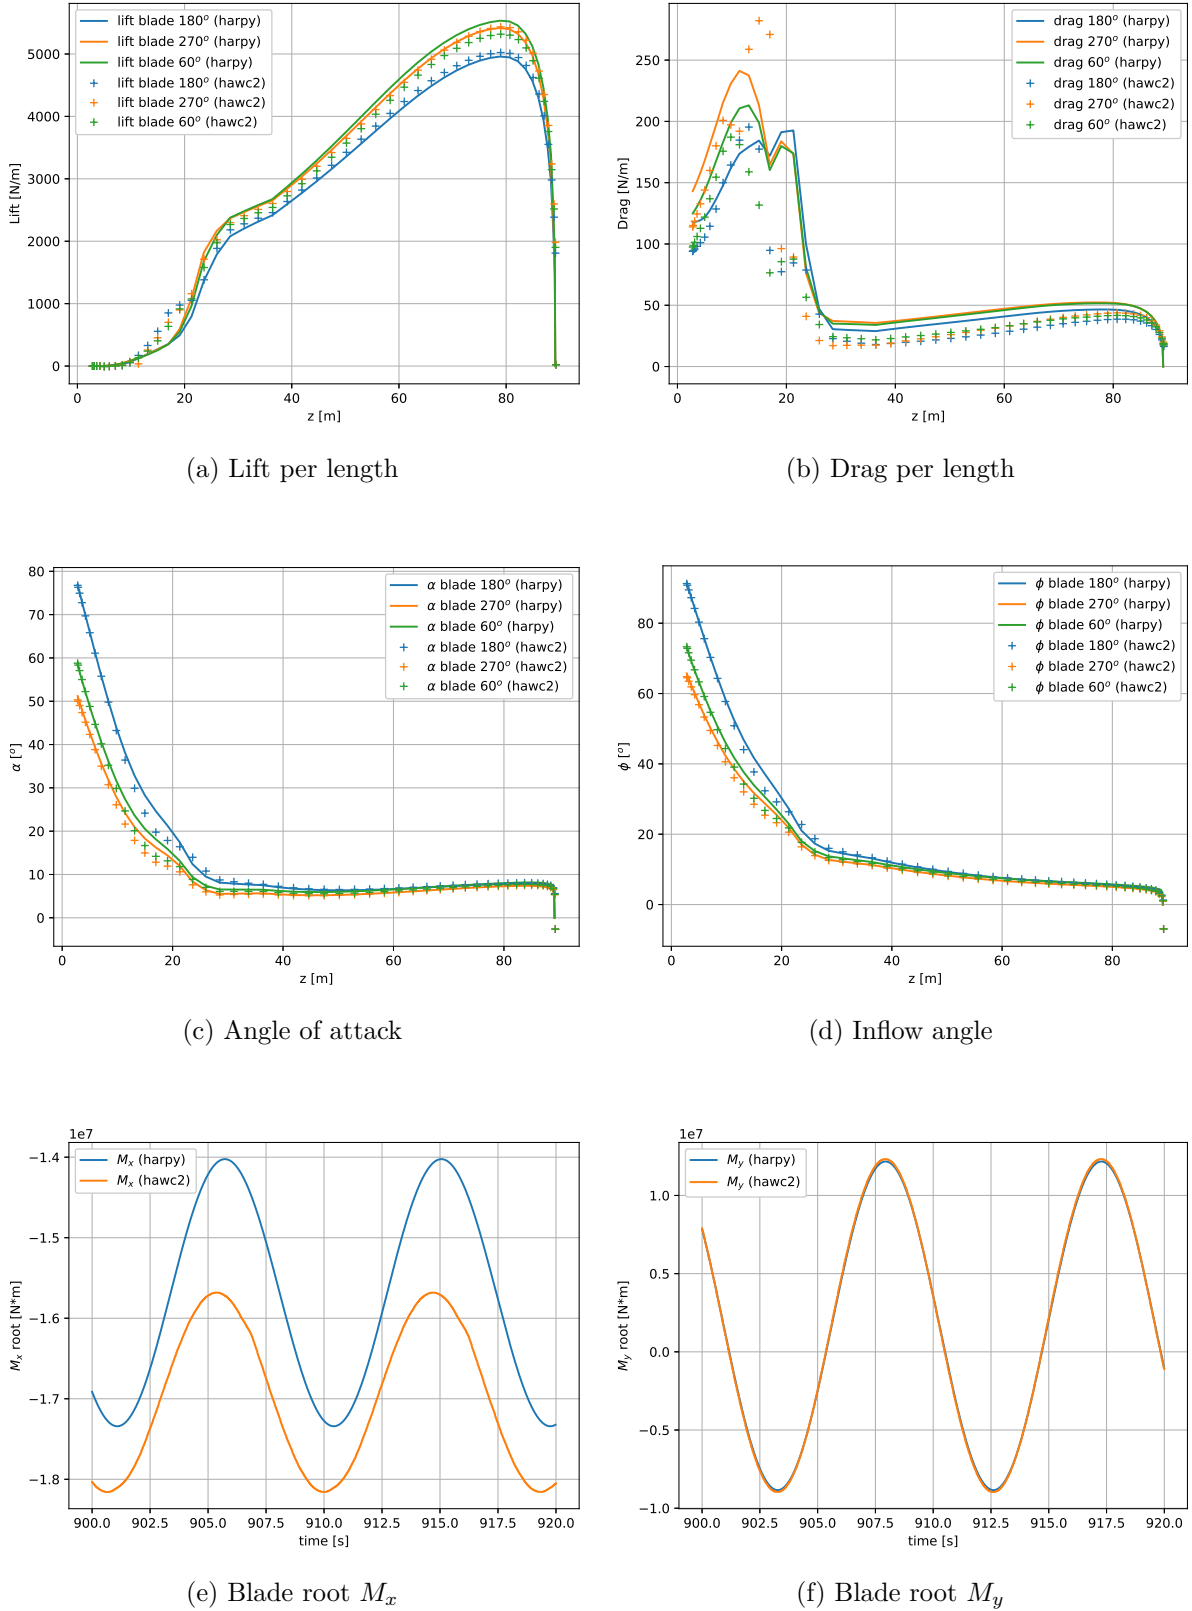 lift blade 180° (harpy)
lift blade 270° (harpy)
lift blade 60° (harpy)
lift blade 180° (hawc2)
lift blade 270° (hawc2)
lift blade 60° (hawc2)
5000
4000
3000
2000
1000
0
Lift [N/m]
0 20 40 60 80
z [m]
(a) Lift per length
drag 180° (harpy)
drag 270° (harpy)
drag 60° (harpy)
drag 180° (hawc2)
drag 270° (hawc2)
drag 60° (hawc2)
250
200
150
100
50
0
Drag [N/m]
0 20 40 60 80
z [m]
(b) Drag per length
α blade 180° (harpy)
α blade 270° (harpy)
α blade 60° (harpy)
α blade 180° (hawc2)
α blade 270° (hawc2)
α blade 60° (hawc2)
80
70
60
50
40
30
20
10
0
α [°]
0 20 40 60 80
z [m]
(c) Angle of attack
ϕ blade 180° (harpy)
ϕ blade 270° (harpy)
ϕ blade 60° (harpy)
ϕ blade 180° (hawc2)
ϕ blade 270° (hawc2)
ϕ blade 60° (hawc2)
80
60
40
20
0
ϕ [°]
0 20 40 60 80
z [m]
(d) Inflow angle
1e7
Mx (harpy)
Mx (hawc2)
−1.4
−1.5
−1.6
−1.7
−1.8
Mx root [N*m]
900.0 902.5 905.0 907.5 910.0 912.5 915.0 917.5 920.0
time [s]
(e) Blade root Mx
1e7
My (harpy)
My (hawc2)
1.0
0.5
0.0
−0.5
−1.0
My root [N*m]
900.0 902.5 905.0 907.5 910.0 912.5 915.0 917.5 920.0
time [s]
(f) Blade root My